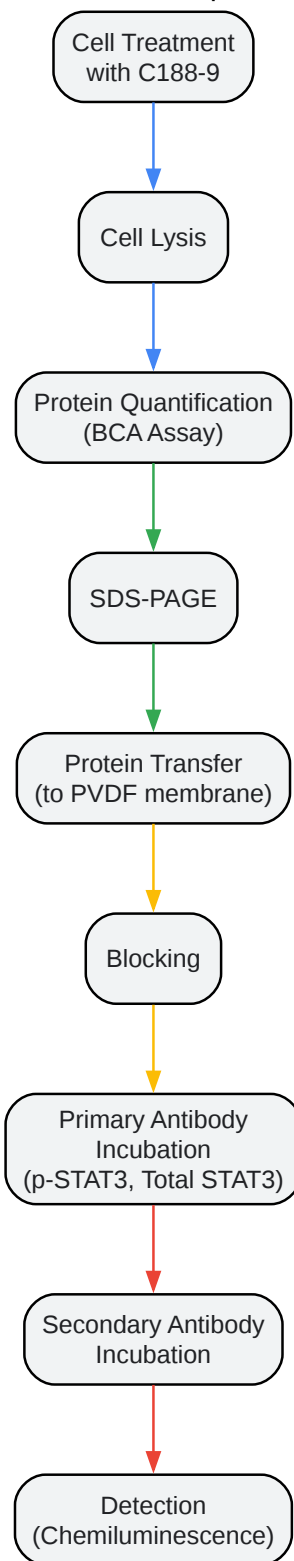 Cell Treatment
with C188-9
Cell Lysis
Protein Quantification
(BCA Assay)
SDS-PAGE
Protein Transfer
(to PVDF membrane)
Blocking
Primary Antibody
Incubation
(p-STAT3, Total STAT3)
Secondary Antibody
Incubation
Detection
(Chemiluminescence)